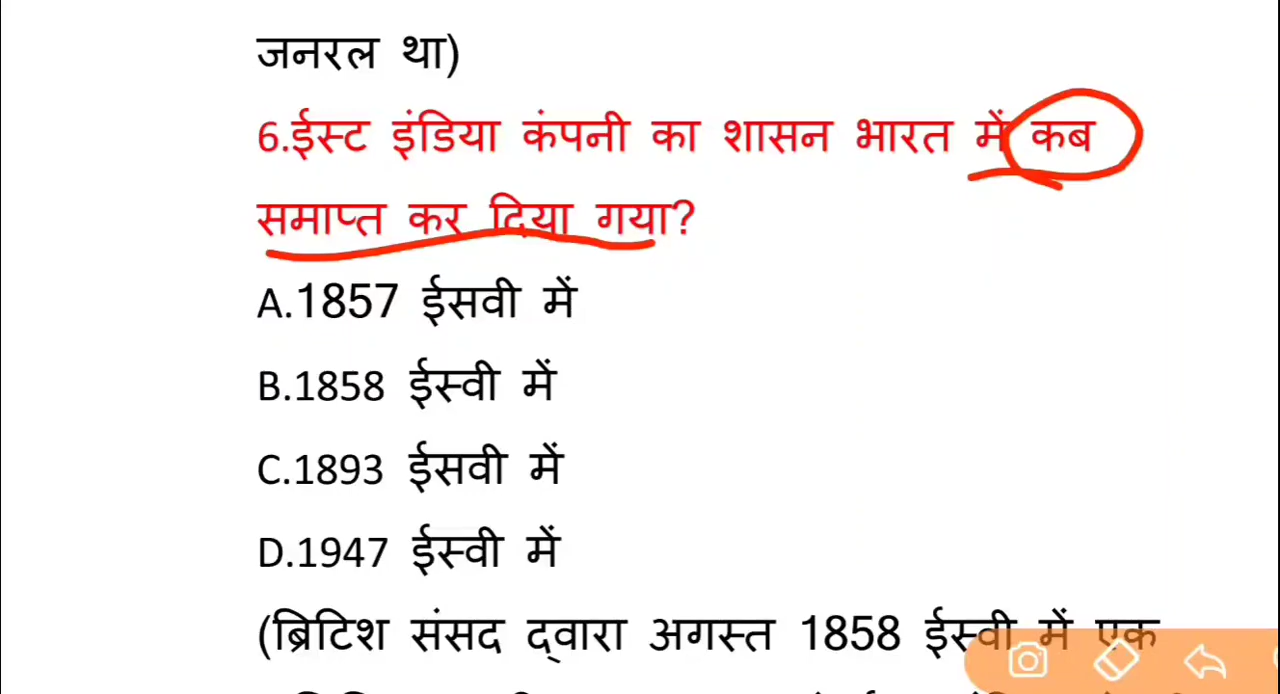 जनरल था)
6.ईस्ट इंडिया कंपनी का शासन भारत में कब
समाप्त कर दिया गया?
A.1857 ईसवी में
B.1858 ईस्वी में
C.1893 ईसवी में
D.1947 ईस्वी में
(ब्रिटिश संसद द्वारा अगस्त 1858 ईस्वी में एक